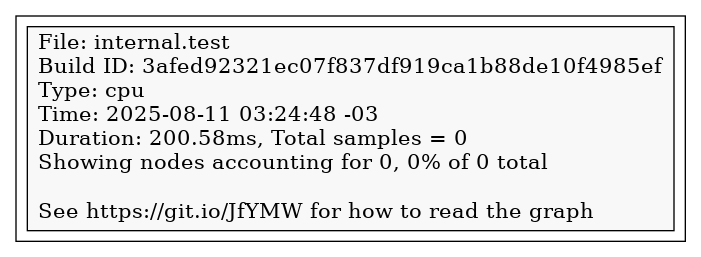 File: internal.test
Build ID: 3afed92321ec07f837df919ca1b88de10f4985ef
Type: cpu
Time: 2025-08-11 03:24:48 -03
Duration: 200.58ms, Total samples = 0
Showing nodes accounting for 0, 0% of 0 total
See https://git.io/JfYMW for how to read the graph